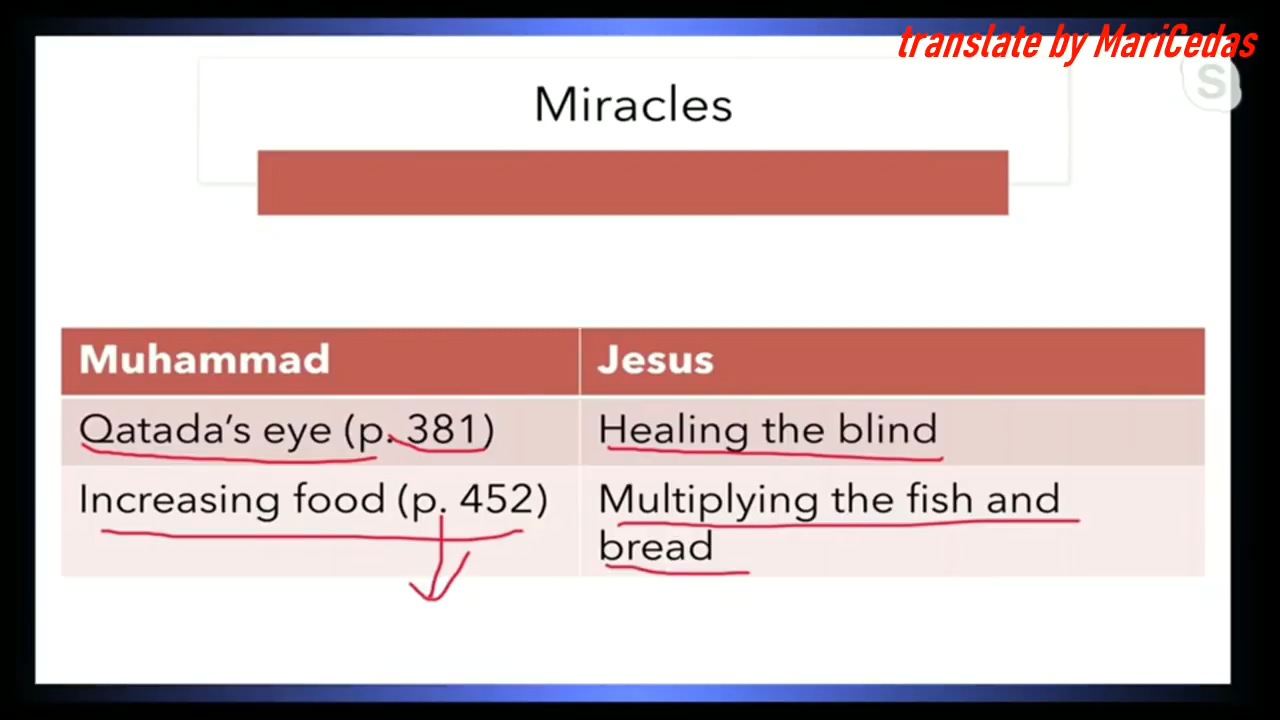 translate by MariCedas
S
Miracles
Muhammad
Jesus
Qatada's eye (p. 381)
Healing the blind
Increasing food (p. 452)
Multiplying the fish and
bread